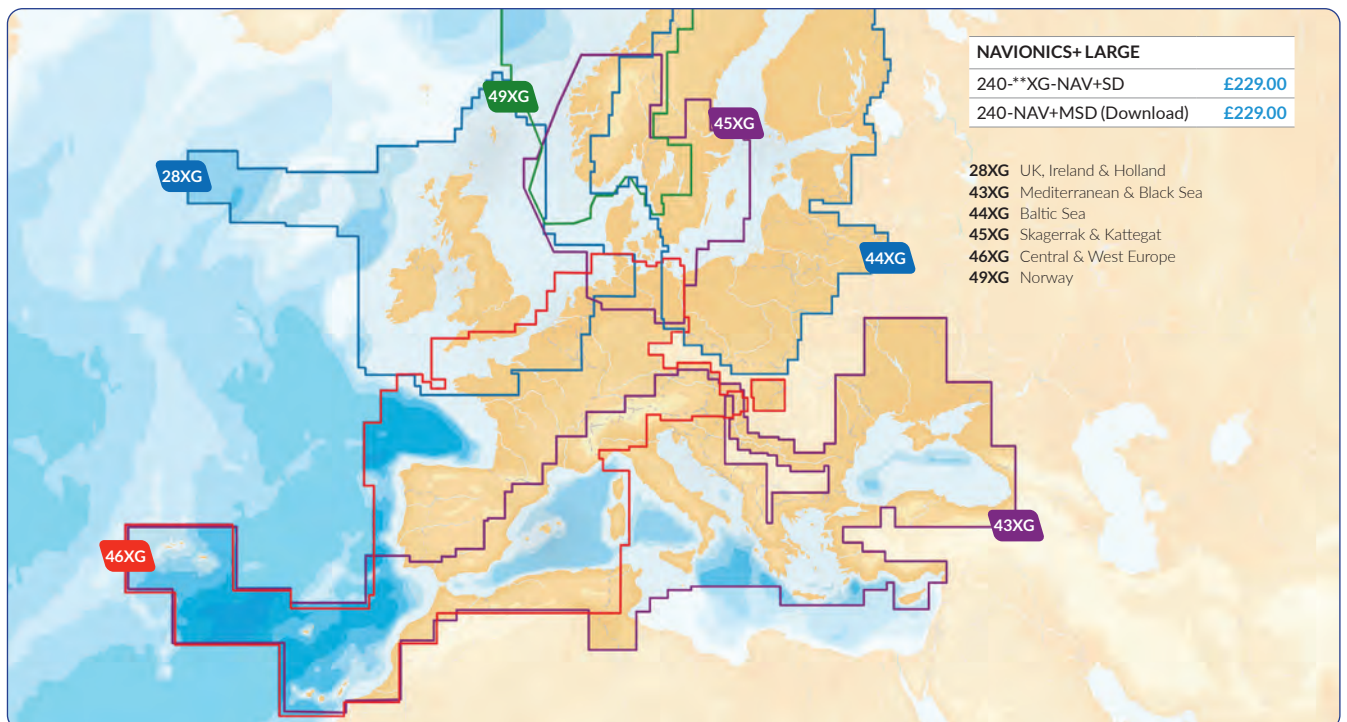 NAVIONICS+ LARGE
240-**XG-NAV+SD £229.00
240-NAV+MSD (Download) £229.00
28XG UK, Ireland & Holland
43XG Mediterranean & Black Sea
44XG Baltic Sea
45XG Skagerrak & Kattegat
46XG Central & West Europe
49XG Norway
49XG
45XG
28XG
44XG
43XG
46XG